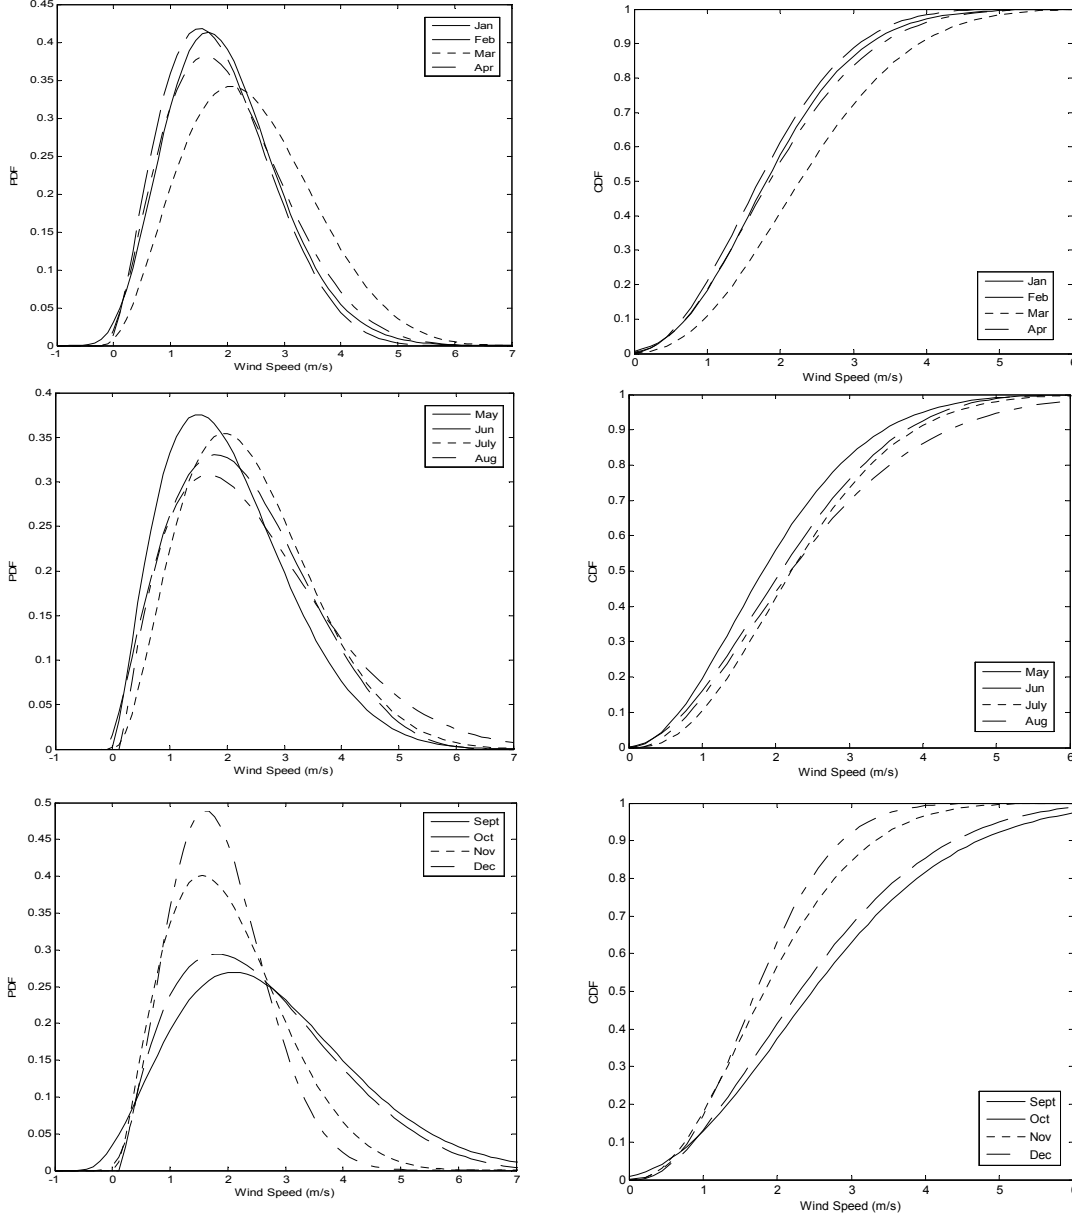 0.45
0.4
0.35
0.3
0.25
0.2
0.15
0.1
0.05
0
PDF
-1 0 1 2 3 4 5 6 7
Wind Speed (m/s)
Jan
Feb
Mar
Apr
1
0.9
0.8
0.7
0.6
0.5
0.4
0.3
0.2
0.1
0
CDF
0 1 2 3 4 5 6
Wind Speed (m/s)
Jan
Feb
Mar
Apr
0.4
0.35
0.3
0.25
0.2
0.15
0.1
0.05
0
PDF
-1 0 1 2 3 4 5 6 7
Wind Speed (m/s)
May
Jun
July
Aug
1
0.9
0.8
0.7
0.6
0.5
0.4
0.3
0.2
0.1
0
CDF
0 1 2 3 4 5 6
Wind Speed (m/s)
May
Jun
July
Aug
0.5
0.45
0.4
0.35
0.3
0.25
0.2
0.15
0.1
0.05
0
PDF
-1 0 1 2 3 4 5 6 7
Wind Speed (m/s)
Sept
Oct
Nov
Dec
1
0.9
0.8
0.7
0.6
0.5
0.4
0.3
0.2
0.1
0
CDF
0 1 2 3 4 5 6
Wind Speed (m/s)
Sept
Oct
Nov
Dec